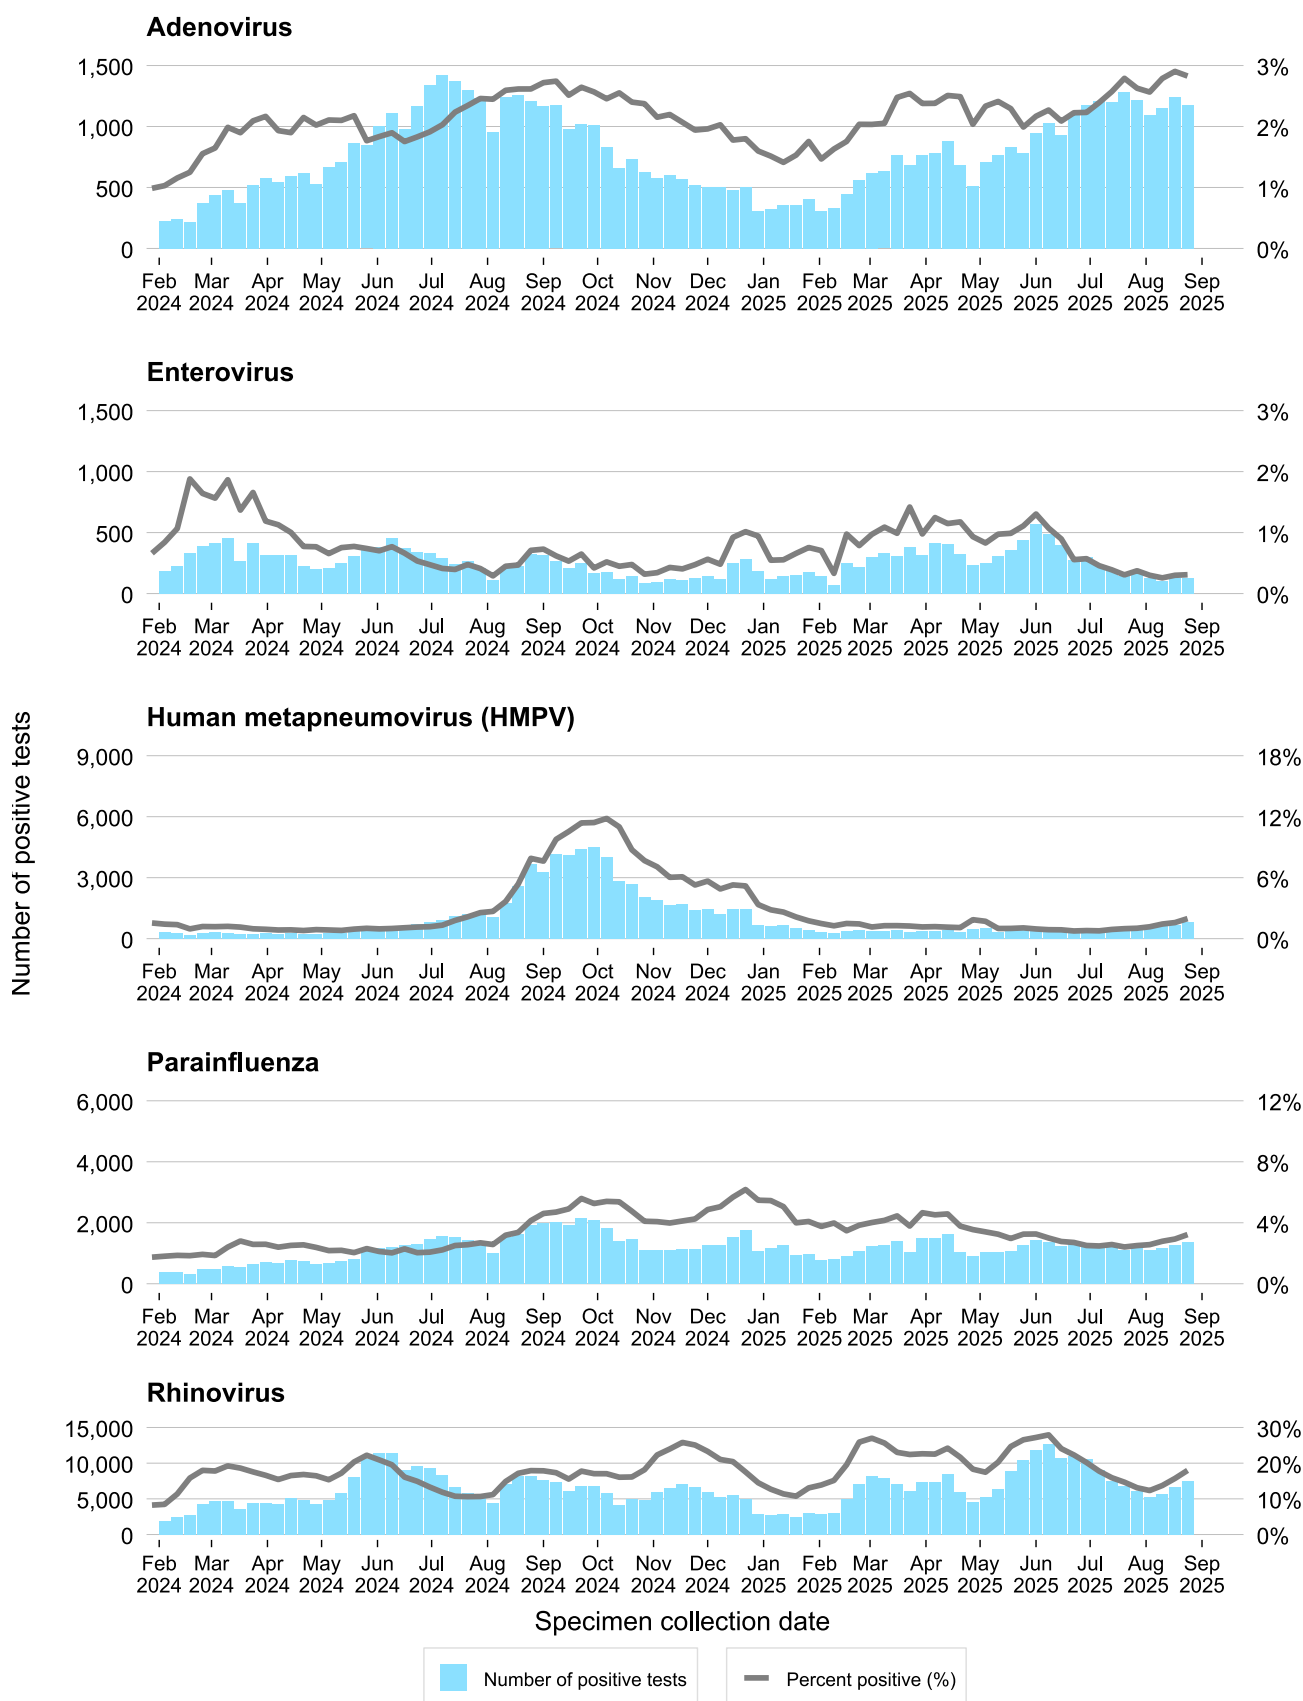 Adenovirus
1,500 3%
1,000 2%
500 1%
0 0%
Feb Mar Apr May Jun Jul Aug Sep Oct Nov Dec Jan Feb Mar Apr May Jun Jul Aug Sep
2024 2024 2024 2024 2024 2024 2024 2024 2024 2024 2024 2025 2025 2025 2025 2025 2025 2025 2025 2025
Enterovirus
1,500 3%
1,000 2%
500 1%
0 0%
Feb Mar Apr May Jun Jul Aug Sep Oct Nov Dec Jan Feb Mar Apr May Jun Jul Aug Sep
2024 2024 2024 2024 2024 2024 2024 2024 2024 2024 2024 2025 2025 2025 2025 2025 2025 2025 2025 2025
Number of positive tests
Human metapneumovirus (HMPV)
9,000 18%
6,000 12%
3,000 6%
0 0%
Feb Mar Apr May Jun Jul Aug Sep Oct Nov Dec Jan Feb Mar Apr May Jun Jul Aug Sep
2024 2024 2024 2024 2024 2024 2024 2024 2024 2024 2024 2025 2025 2025 2025 2025 2025 2025 2025 2025
Parainfluenza
6,000 12%
4,000 8%
2,000 4%
0 0%
Feb Mar Apr May Jun Jul Aug Sep Oct Nov Dec Jan Feb Mar Apr May Jun Jul Aug Sep
2024 2024 2024 2024 2024 2024 2024 2024 2024 2024 2024 2025 2025 2025 2025 2025 2025 2025 2025 2025
Rhinovirus
15,000 30%
10,000 20%
5,000 10%
0 0%
Feb Mar Apr May Jun Jul Aug Sep Oct Nov Dec Jan Feb Mar Apr May Jun Jul Aug Sep
2024 2024 2024 2024 2024 2024 2024 2024 2024 2024 2024 2025 2025 2025 2025 2025 2025 2025 2025 2025
Specimen collection date
Number of positive tests Percent positive (%)